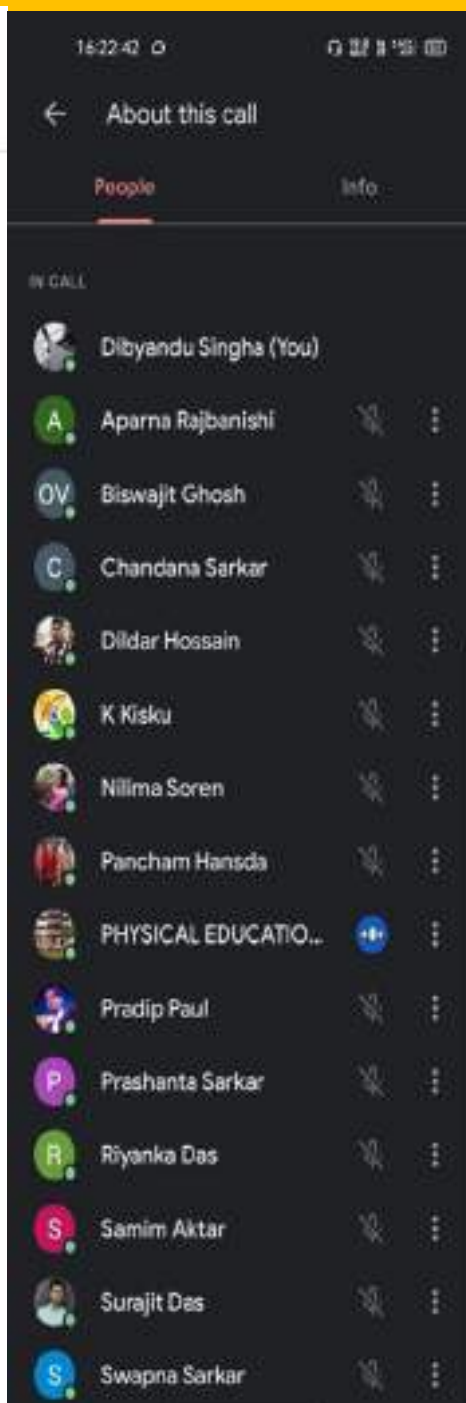 16:22:42
About this call
People Info
IN CALL
Dibyandu Singha (You)
A Aparna Rajbanishi
OV Biswajit Ghosh
C Chandana Sarkar
Dildar Hossain
K Kisku
Nilima Soren
Pancham Hansda
PHYSICAL EDUCATIO...
Pradip Paul
P Prashanta Sarkar
R Riyanka Das
S Samim Aktar
Surajit Das
S Swapna Sarkar